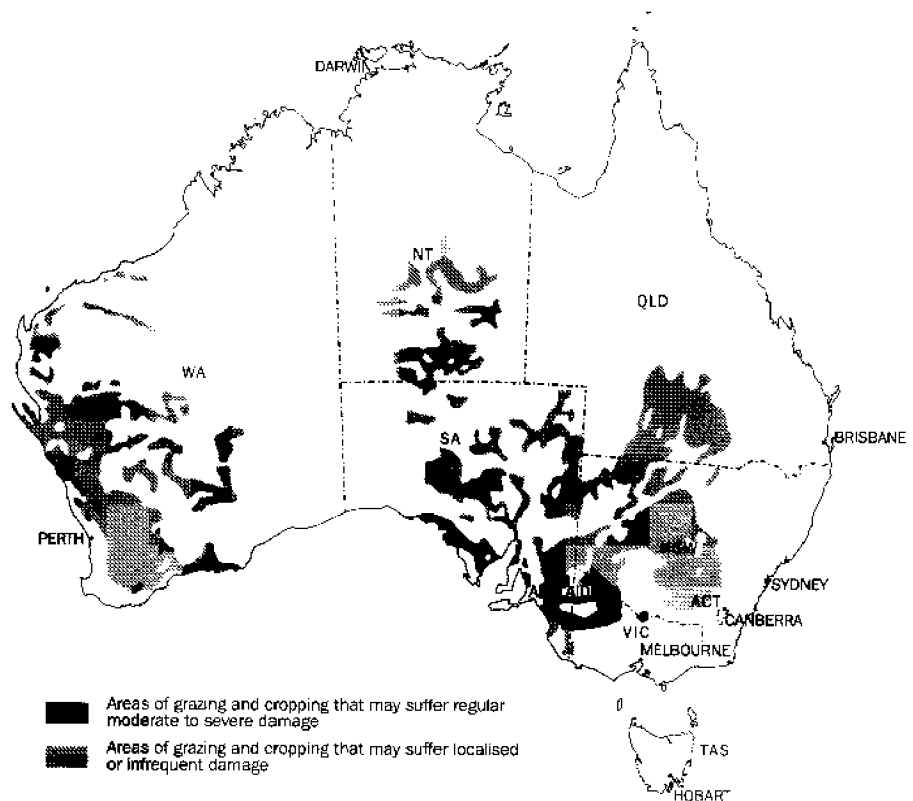 DARWIN
NT
QLD
WA
SA
BRISBANE
PERTH
NSW
SYDNEY
ACT
CANBERRA
VIC
MELBOURNE
Areas of grazing and cropping that may suffer regular
moderate to severe damage
Areas of grazing and cropping that may suffer localised
or infrequent damage
TAS
HOBART